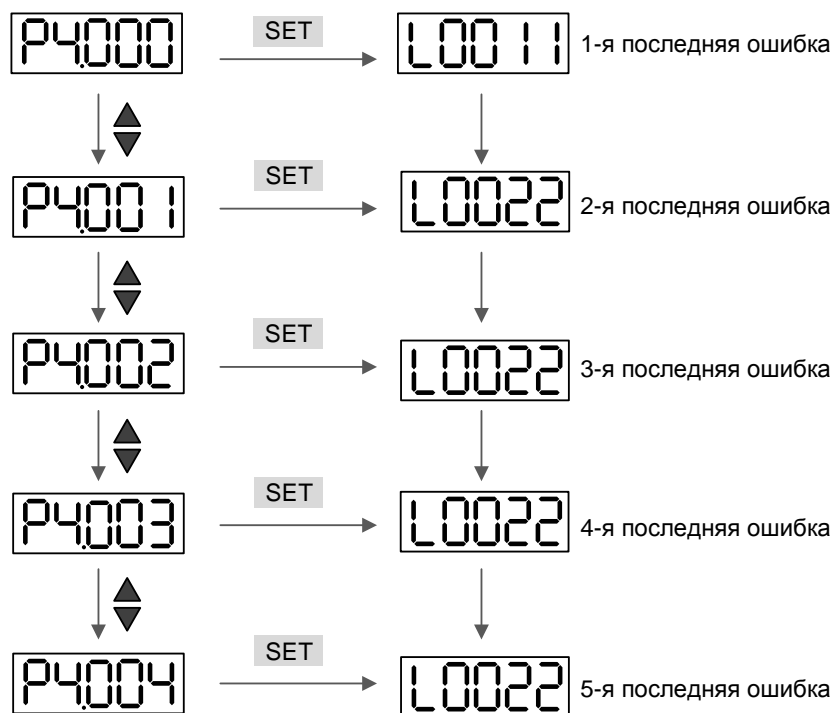 P4.000 SET L0011 1-я последняя ошибка
P4.001 SET L0022 2-я последняя ошибка
P4.002 SET L0022 3-я последняя ошибка
P4.003 SET L0022 4-я последняя ошибка
P4.004 SET L0022 5-я последняя ошибка